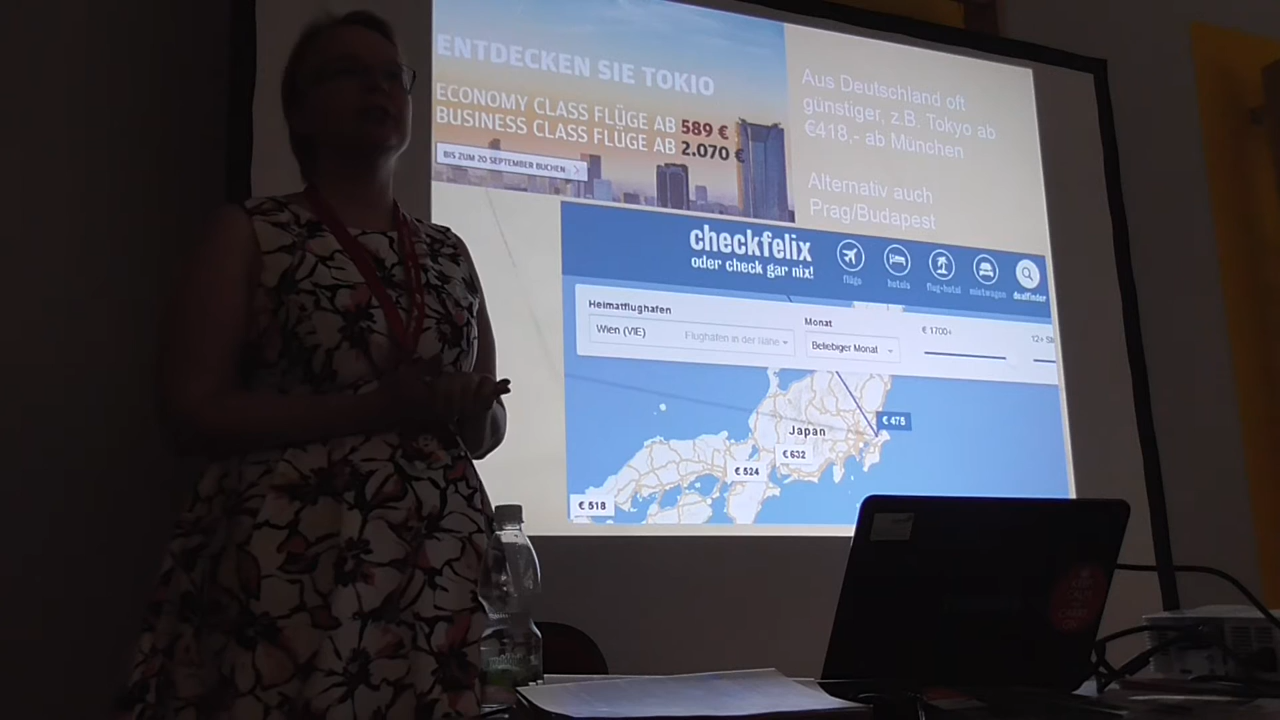 ENTDECKEN SIE TOKIO
ECONOMY CLASS FLÜGE AB 589 €
BUSINESS CLASS FLÜGE AB 2.070 €
BIS ZUM 20 SEPTEMBER BUCHEN
Aus Deutschland oft
günstiger, z.B. Tokyo ab
€418,- ab München
Alternativ auch
Prag/Budapest
checkfelix
oder check gar nix!
flüge
hotels
flug+hotel
mietwagen
dealfinder
Heimatflughafen
Wien (VIE) Flughäfen in der Nähe
Monat
Beliebiger Monat
€ 1700+
12+
€ 475
Japan
€ 632
€ 524
€ 518